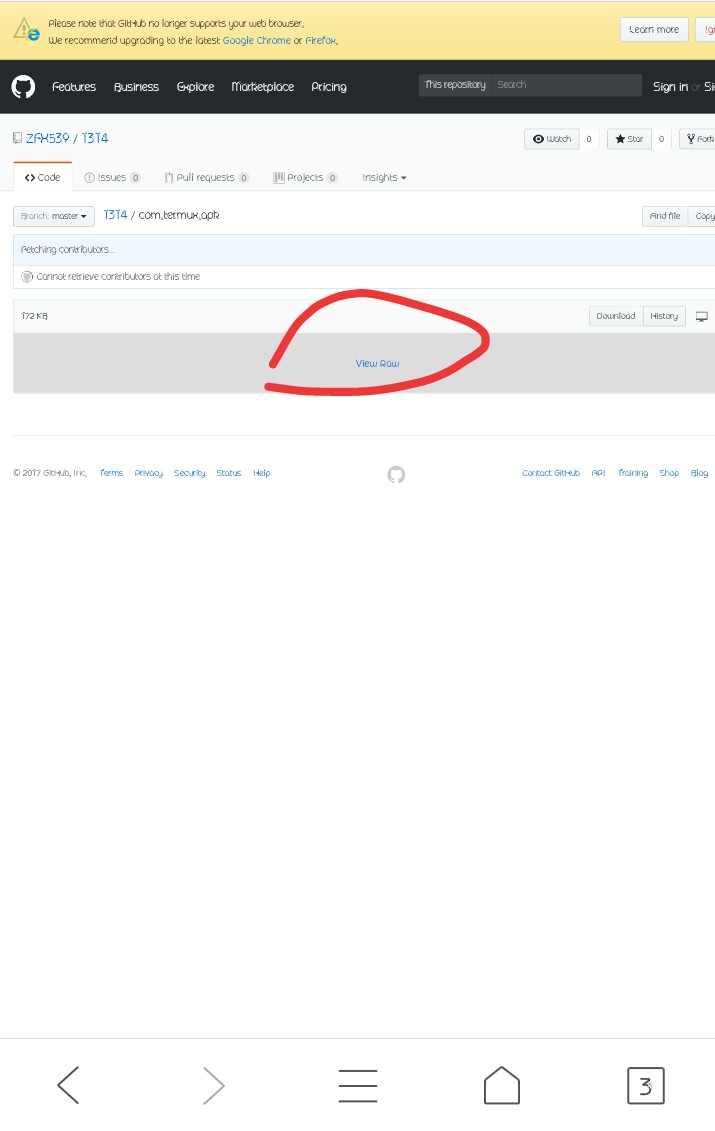 Please note that GitHub no longer supports your web browser.
We recommend upgrading to the latest Google Chrome or Firefox.
Learn more
Features Business Explore Marketplace Pricing This repository Search Sign in or
ZFX539 / T3T4 Watch 0 Star 0 Fork
Code Issues 0 Pull requests 0 Projects 0 Insights
Branch: master T3T4 / com.termux.apk Find file Copy
Fetching contributors…
Cannot retrieve contributors at this time
172 KB Download History
View Raw
© 2017 GitHub, Inc. Terms Privacy Security Status Help Contact GitHub API Training Shop Blog
3